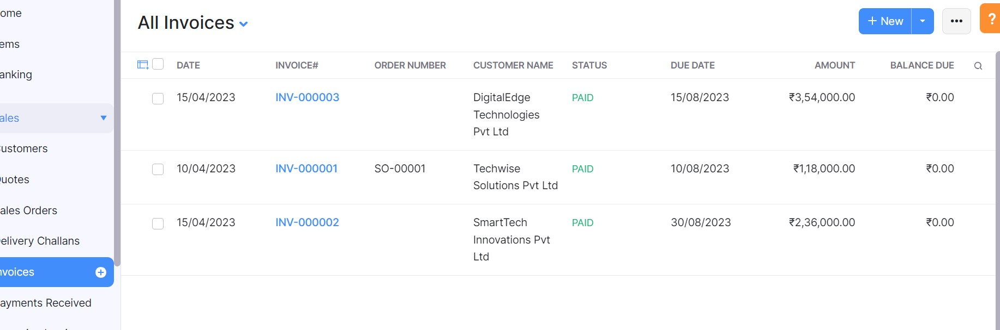 ome
ems
anking
ales
ustomers
uotes
ales Orders
elivery Challans
nvoices
ayments Received
All Invoices
+ New
?
DATE INVOICE# ORDER NUMBER CUSTOMER NAME STATUS DUE DATE AMOUNT BALANCE DUE
15/04/2023 INV-000003 DigitalEdge PAID 15/08/2023 ₹3,54,000.00 ₹0.00
Technologies
Pvt Ltd
10/04/2023 INV-000001 SO-00001 Techwise PAID 10/08/2023 ₹1,18,000.00 ₹0.00
Solutions Pvt Ltd
15/04/2023 INV-000002 SmartTech PAID 30/08/2023 ₹2,36,000.00 ₹0.00
Innovations Pvt
Ltd